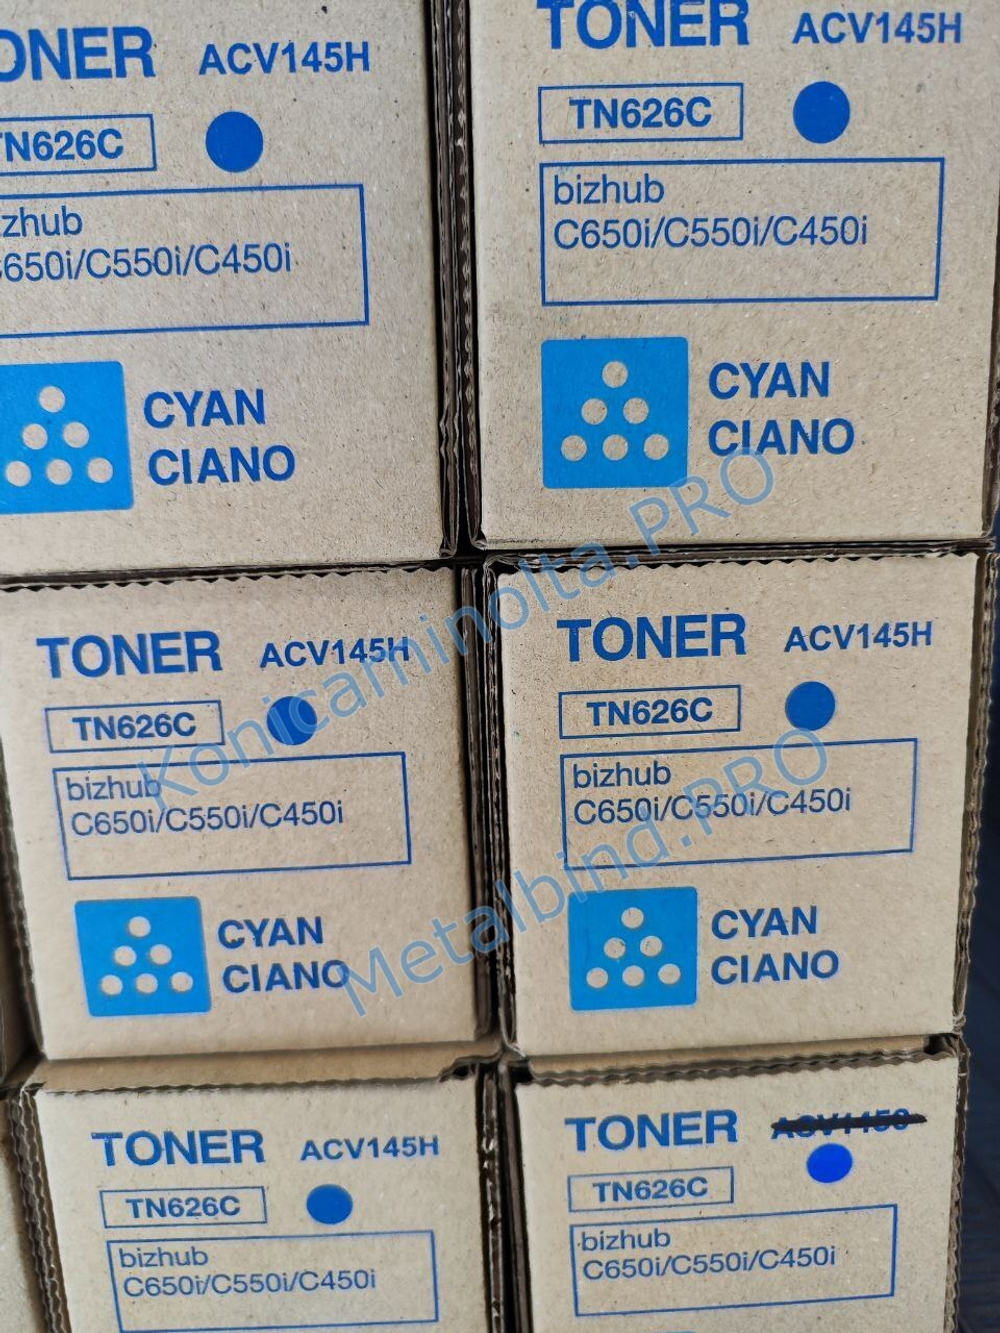 TONER ACV145H
TN626C
bizhub
C650i/C550i/C450i
CYAN
CIANO
TONER ACV145H
TN626C
bizhub
C650i/C550i/C450i
CYAN
CIANO
TONER ACV145H
TN626C
bizhub
C650i/C550i/C450i
CYAN
CIANO
TONER ACV145H
TN626C
bizhub
C650i/C550i/C450i
CYAN
CIANO
TONER ACV145H
TN626C
bizhub
C650i/C550i/C450i
TONER
TN626C
bizhub
C650i/C550i/C450i
Konicaminolta.PRO
Metalbind.PRO